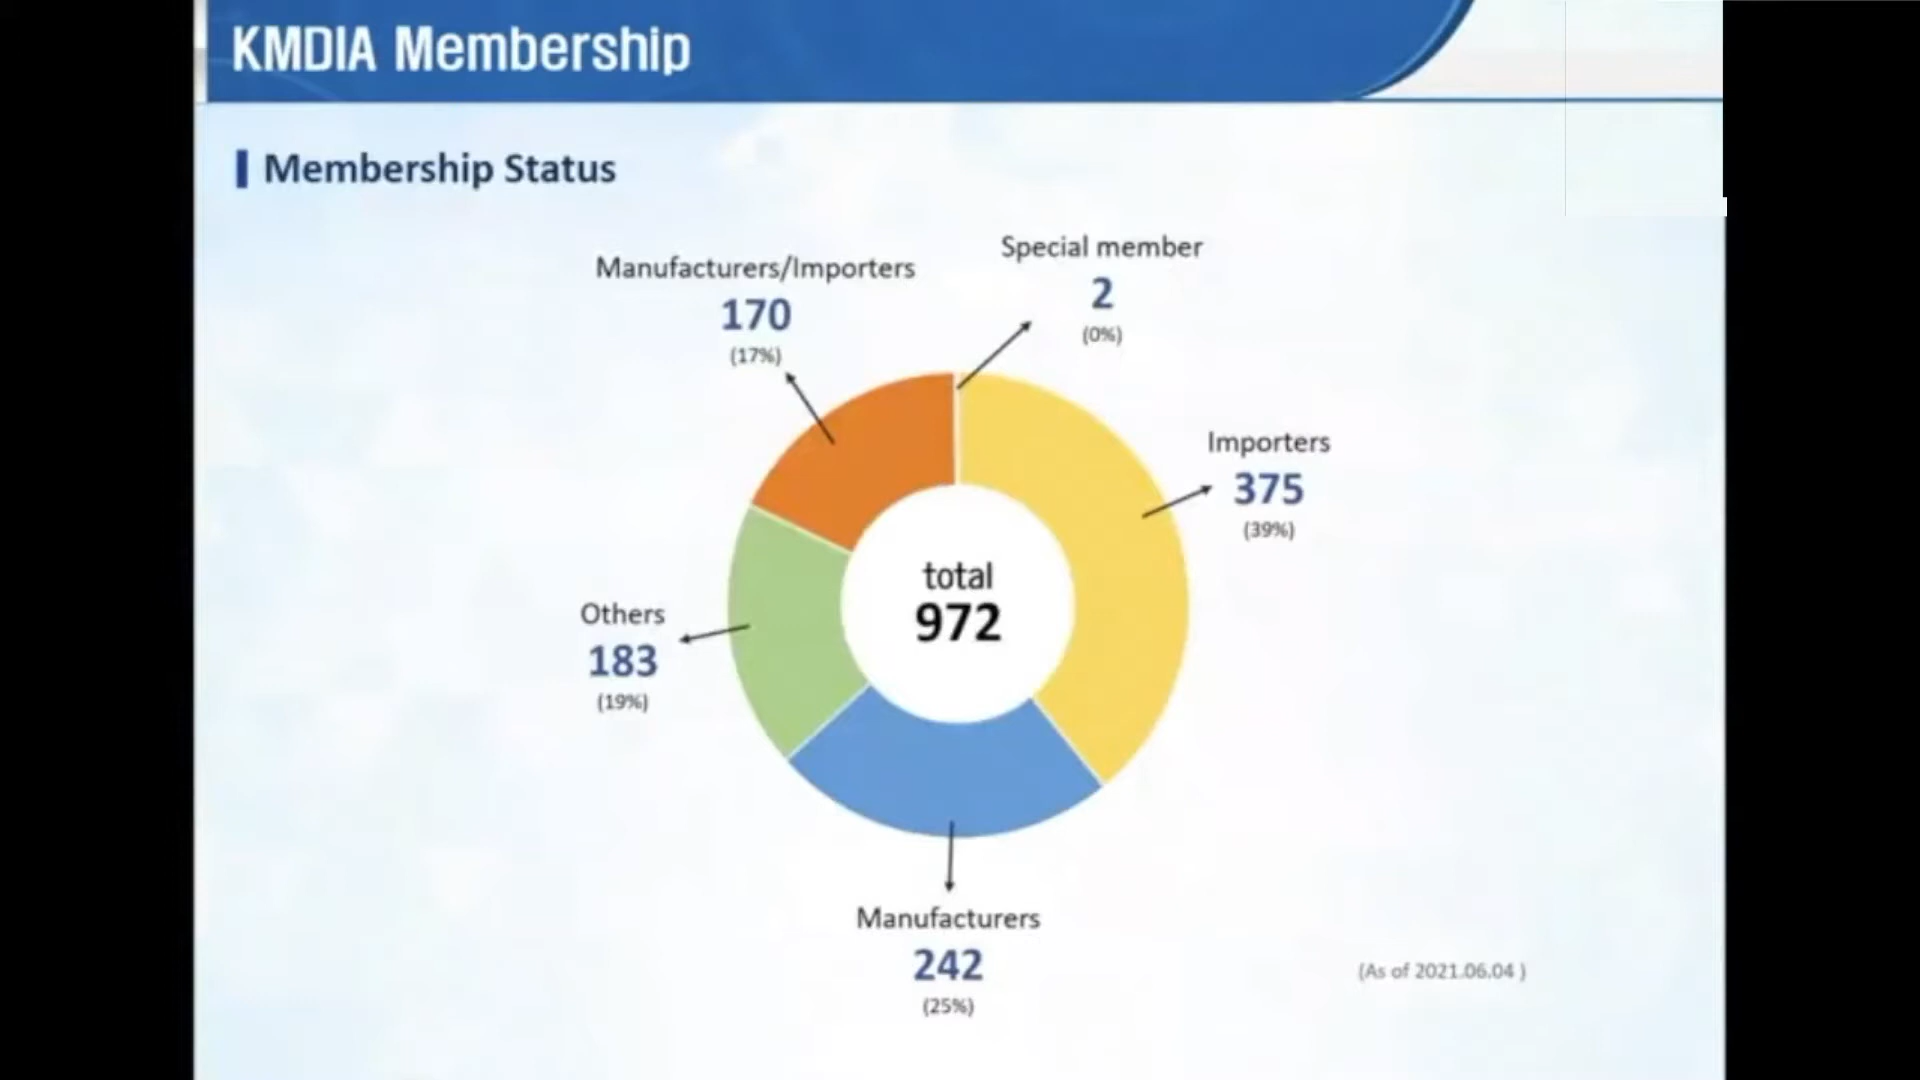 KMDIA Membership
Membership Status
Special member
2
(0%)
Manufacturers/Importers
170
(17%)
Importers
375
(39%)
total
972
Others
183
(19%)
Manufacturers
242
(25%)
(As of 2021.06.04 )